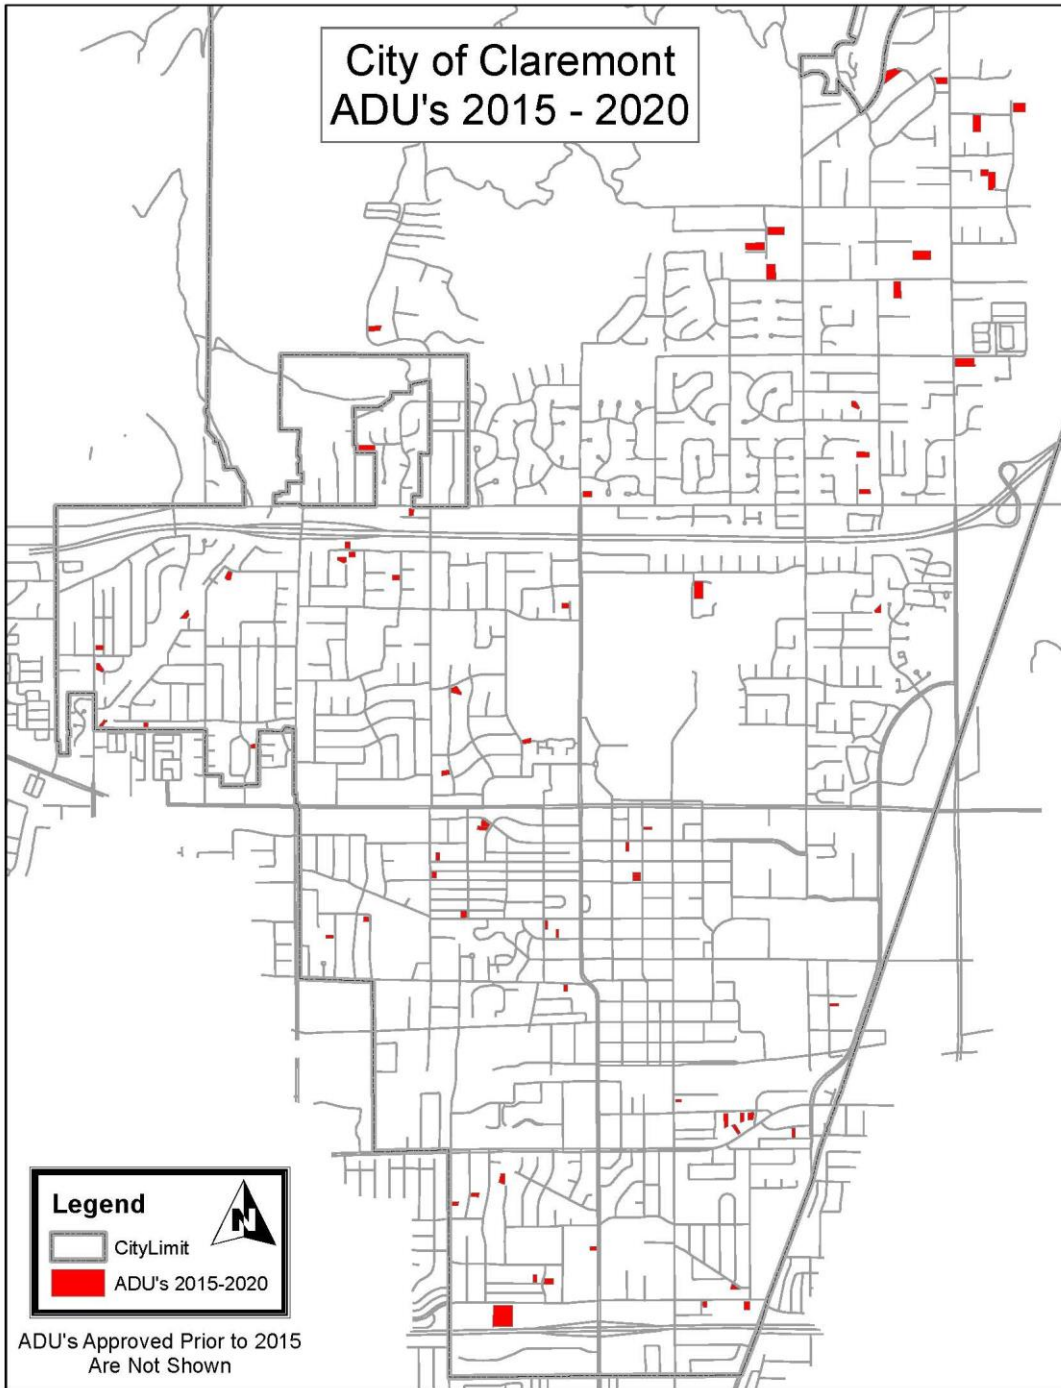 City of Claremont
ADU's 2015 - 2020
Legend
N
CityLimit
ADU's 2015-2020
ADU's Approved Prior to 2015
Are Not Shown